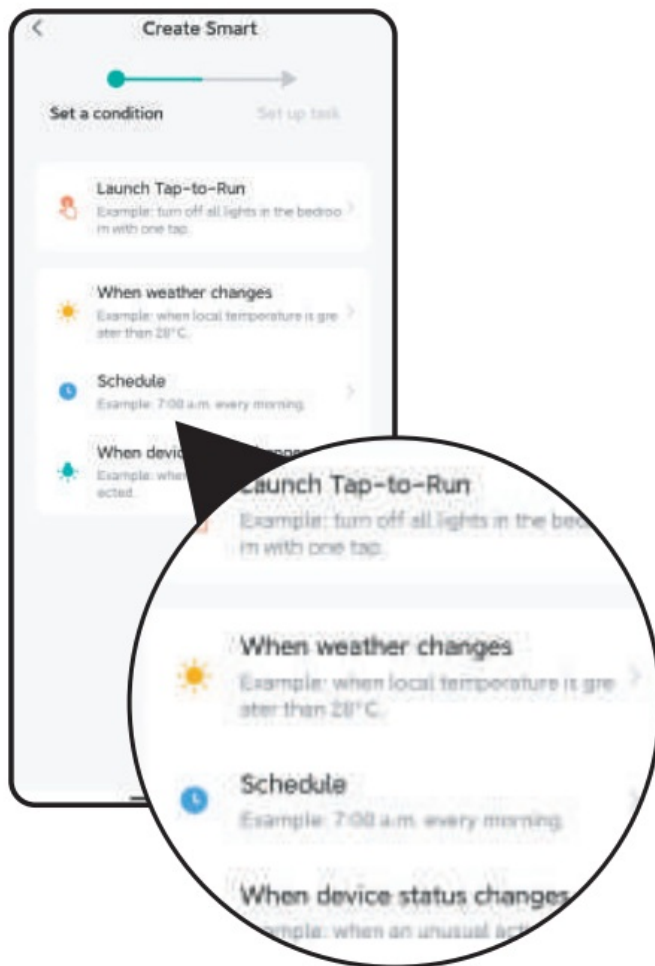 Create Smart
Set a condition
Set up task
Launch Tap-to-Run
Example: turn off all lights in the bedroo
m with one tap.
When weather changes
Example: when local temperature is gre
ater than 28°C.
Schedule
Example: 7:00 a.m. every morning.
When devic
Example: whe
ected.
Launch Tap-to-Run
Example: turn off all lights in the bed
m with one tap.
When weather changes
Example: when local temperature is gre
ater than 28°C.
Schedule
Example: 7:00 a.m. every morning.
When device status changes
ample: when an unusual act